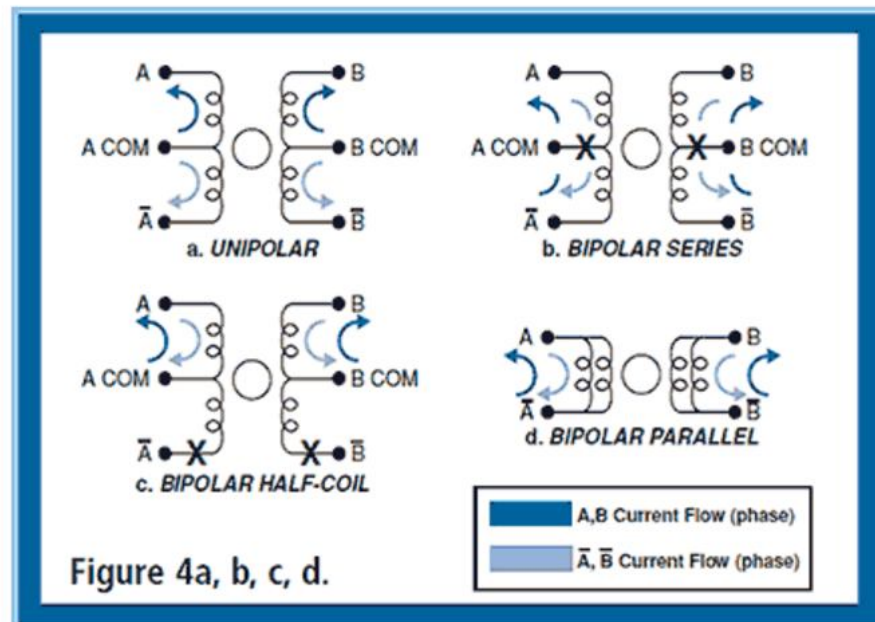 A B A̅ B
A COM B COM A COM X X B COM
A̅ B̅ A̅ B̅
a. UNIPOLAR b. BIPOLAR SERIES
A B
A B
A COM B COM
A̅ B̅
A̅ X X B̅ d. BIPOLAR PARALLEL
c. BIPOLAR HALF-COIL
A,B Current Flow (phase)
A̅, B̅ Current Flow (phase)
Figure 4a, b, c, d.